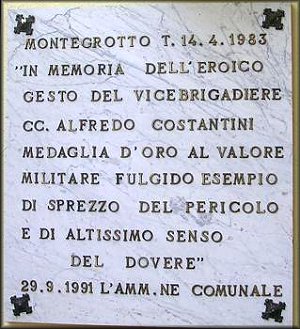 MONTEGROTTO T. 14.4.1983
"IN MEMORIA DELL'EROICO
GESTO DEL VICEBRIGADIERE
CC. ALFREDO COSTANTINI
MEDAGLIA D'ORO AL VALORE
MILITARE FULGIDO ESEMPIO
DI SPREZZO DEL PERICOLO
E DI ALTISSIMO SENSO
DEL DOVERE"
29.9.1991 L'AMM.NE COMUNALE